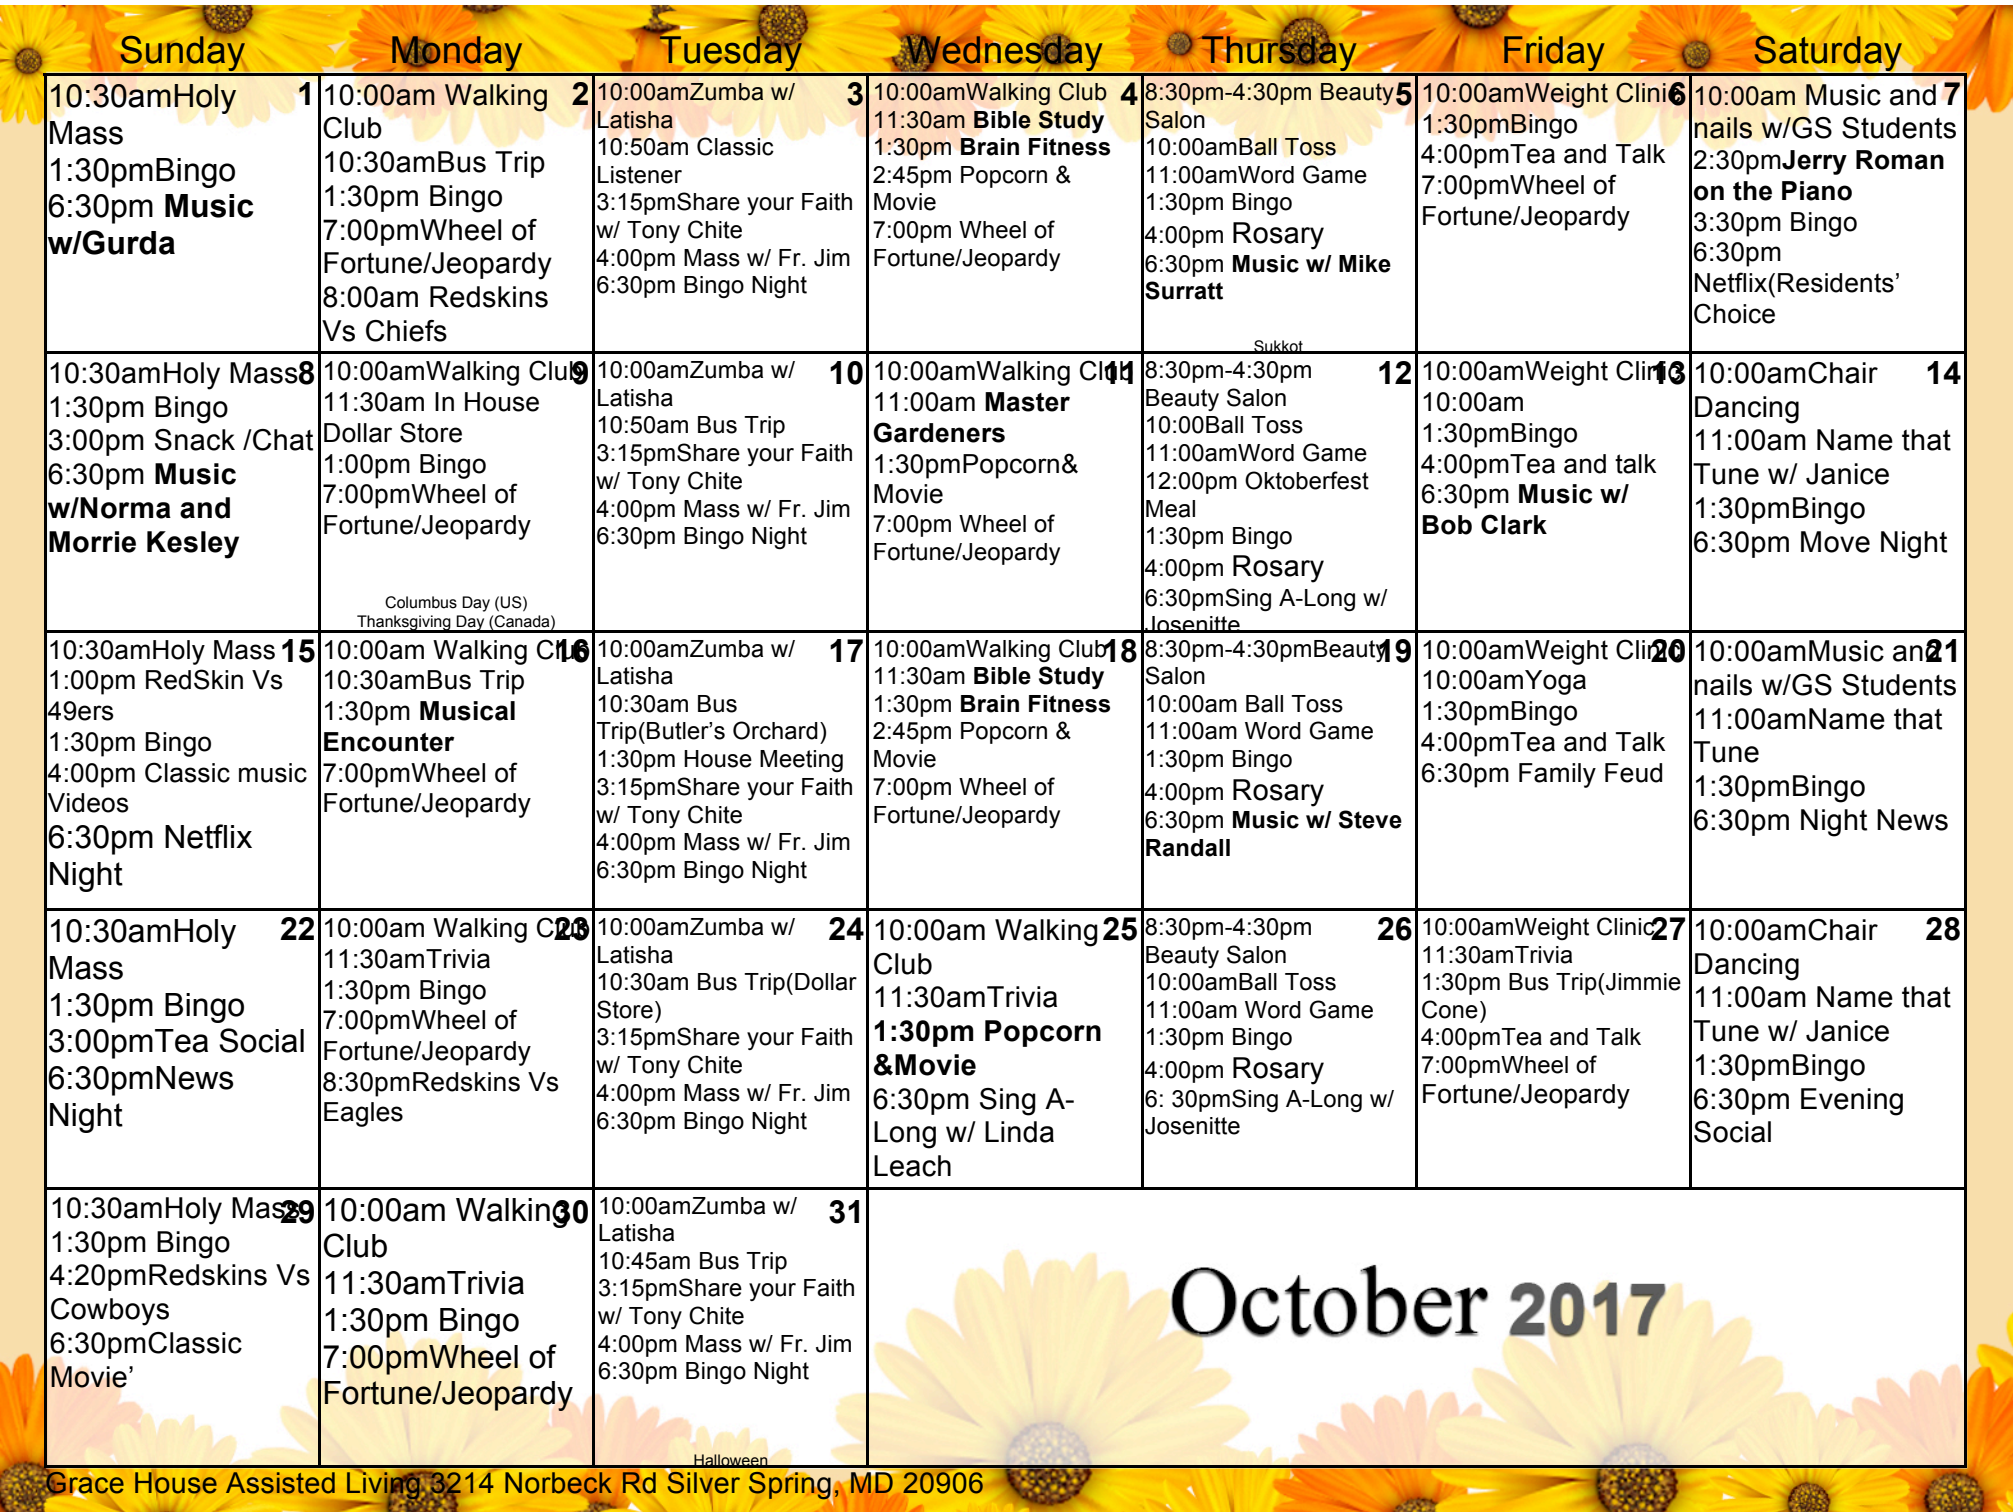 Sunday Monday Tuesday Wednesday Thursday Friday Saturday
10:30amHoly 1
Mass
1:30pmBingo
6:30pm Music
w/Gurda
10:00am Walking 2
Club
10:30amBus Trip
1:30pm Bingo
7:00pmWheel of
Fortune/Jeopardy
8:00am Redskins
Vs Chiefs
10:00amZumba w/ 3
Latisha
10:50am Classic
Listener
3:15pmShare your Faith
w/ Tony Chite
4:00pm Mass w/ Fr. Jim
6:30pm Bingo Night
10:00amWalking Club 4
11:30am Bible Study
1:30pm Brain Fitness
2:45pm Popcorn &
Movie
7:00pm Wheel of
Fortune/Jeopardy
8:30pm-4:30pm Beauty 5
Salon
10:00amBall Toss
11:00amWord Game
1:30pm Bingo
4:00pm Rosary
6:30pm Music w/ Mike
Surratt
Sukkot
10:00amWeight Clinic 6
1:30pmBingo
4:00pmTea and Talk
7:00pmWheel of
Fortune/Jeopardy
10:00am Music and 7
nails w/GS Students
2:30pmJerry Roman
on the Piano
3:30pm Bingo
6:30pm
Netflix(Residents’
Choice
10:30amHoly Mass 8
1:30pm Bingo
3:00pm Snack /Chat
6:30pm Music
w/Norma and
Morrie Kesley
10:00amWalking Club 9
11:30am In House
Dollar Store
1:00pm Bingo
7:00pmWheel of
Fortune/Jeopardy
Columbus Day (US)
Thanksgiving Day (Canada)
10:00amZumba w/ 10
Latisha
10:50am Bus Trip
3:15pmShare your Faith
w/ Tony Chite
4:00pm Mass w/ Fr. Jim
6:30pm Bingo Night
10:00amWalking Club 11
11:00am Master
Gardeners
1:30pmPopcorn&
Movie
7:00pm Wheel of
Fortune/Jeopardy
8:30pm-4:30pm 12
Beauty Salon
10:00Ball Toss
11:00amWord Game
12:00pm Oktoberfest
Meal
1:30pm Bingo
4:00pm Rosary
6:30pmSing A-Long w/
Josenitte
10:00amWeight Clinic 13
10:00am
1:30pmBingo
4:00pmTea and talk
6:30pm Music w/
Bob Clark
10:00amChair 14
Dancing
11:00am Name that
Tune w/ Janice
1:30pmBingo
6:30pm Move Night
10:30amHoly Mass 15
1:00pm RedSkin Vs
49ers
1:30pm Bingo
4:00pm Classic music
Videos
6:30pm Netflix
Night
10:00am Walking Club 16
10:30amBus Trip
1:30pm Musical
Encounter
7:00pmWheel of
Fortune/Jeopardy
10:00amZumba w/ 17
Latisha
10:30am Bus
Trip(Butler’s Orchard)
1:30pm House Meeting
3:15pmShare your Faith
w/ Tony Chite
4:00pm Mass w/ Fr. Jim
6:30pm Bingo Night
10:00amWalking Club 18
11:30am Bible Study
1:30pm Brain Fitness
2:45pm Popcorn &
Movie
7:00pm Wheel of
Fortune/Jeopardy
8:30pm-4:30pmBeauty 19
Salon
10:00am Ball Toss
11:00am Word Game
1:30pm Bingo
4:00pm Rosary
6:30pm Music w/ Steve
Randall
10:00amWeight Clinic 20
10:00amYoga
1:30pmBingo
4:00pmTea and Talk
6:30pm Family Feud
10:00amMusic and 21
nails w/GS Students
11:00amName that
Tune
1:30pmBingo
6:30pm Night News
10:30amHoly 22
Mass
1:30pm Bingo
3:00pmTea Social
6:30pmNews
Night
10:00am Walking Club 23
11:30amTrivia
1:30pm Bingo
7:00pmWheel of
Fortune/Jeopardy
8:30pmRedskins Vs
Eagles
10:00amZumba w/ 24
Latisha
10:30am Bus Trip(Dollar
Store)
3:15pmShare your Faith
w/ Tony Chite
4:00pm Mass w/ Fr. Jim
6:30pm Bingo Night
10:00am Walking 25
Club
11:30amTrivia
1:30pm Popcorn
&Movie
6:30pm Sing A-
Long w/ Linda
Leach
8:30pm-4:30pm 26
Beauty Salon
10:00amBall Toss
11:00am Word Game
1:30pm Bingo
4:00pm Rosary
6: 30pmSing A-Long w/
Josenitte
10:00amWeight Clinic 27
11:30amTrivia
1:30pm Bus Trip(Jimmie
Cone)
4:00pmTea and Talk
7:00pmWheel of
Fortune/Jeopardy
10:00amChair 28
Dancing
11:00am Name that
Tune w/ Janice
1:30pmBingo
6:30pm Evening
Social
10:30amHoly Mass 29
1:30pm Bingo
4:20pmRedskins Vs
Cowboys
6:30pmClassic
Movie’
10:00am Walking 30
Club
11:30amTrivia
1:30pm Bingo
7:00pmWheel of
Fortune/Jeopardy
10:00amZumba w/ 31
Latisha
10:45am Bus Trip
3:15pmShare your Faith
w/ Tony Chite
4:00pm Mass w/ Fr. Jim
6:30pm Bingo Night
Halloween
October 2017
Grace House Assisted Living 3214 Norbeck Rd Silver Spring, MD 20906